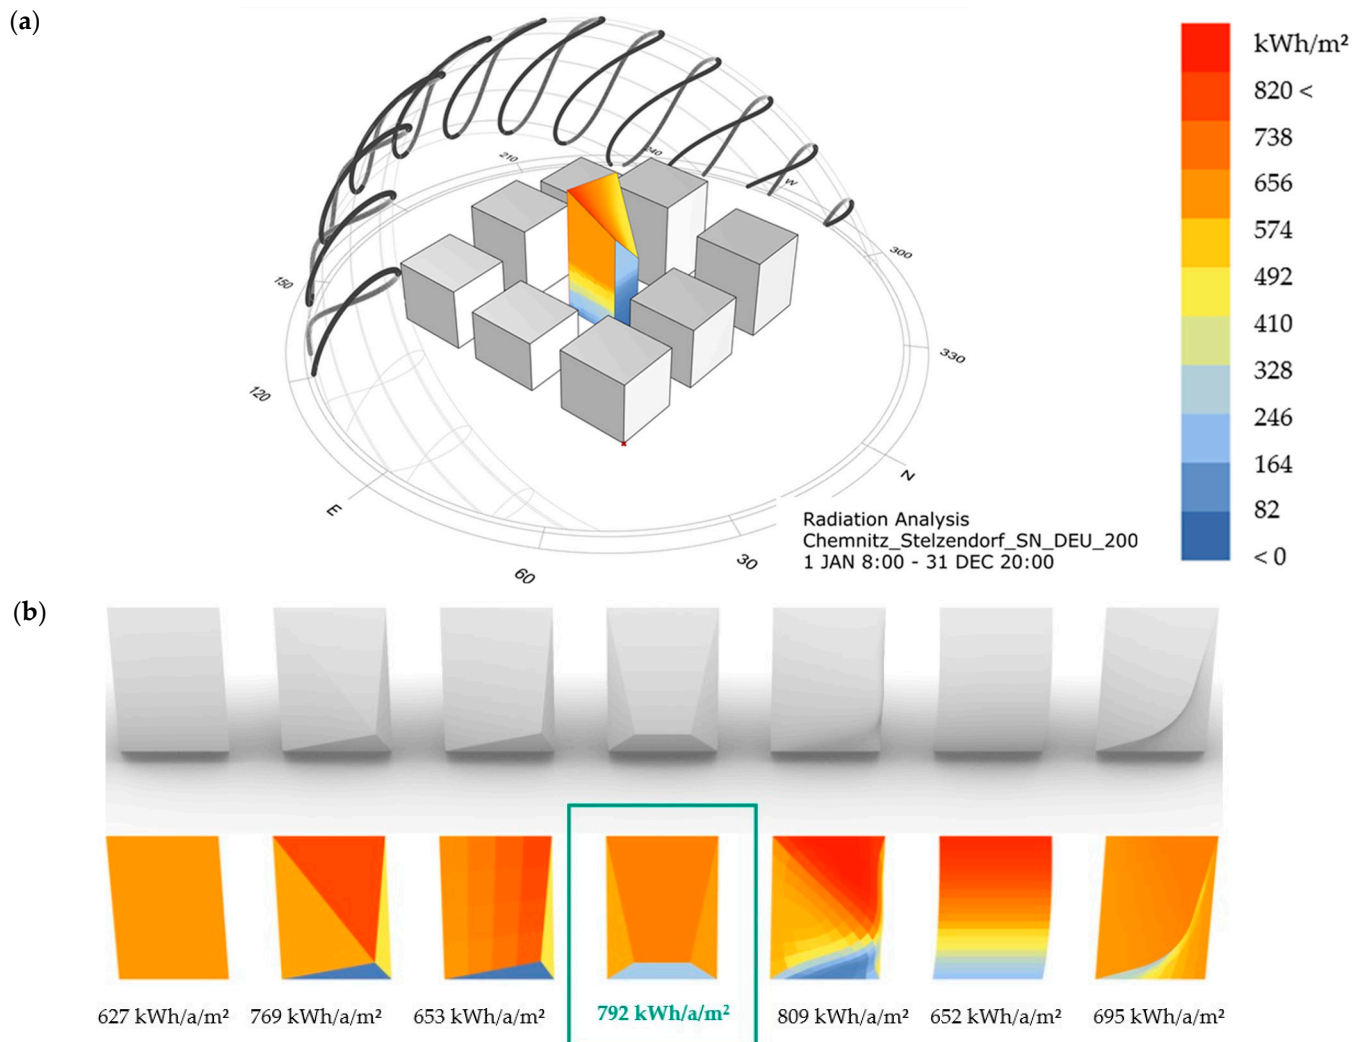 (a)
kWh/m²
820 <
738
656
574
492
410
328
246
164
82
< 0
210
240
W
300
150
330
120
N
E
60
30
Radiation Analysis
Chemnitz_Stelzendorf_SN_DEU_200
1 JAN 8:00 - 31 DEC 20:00
(b)
627 kWh/a/m² 769 kWh/a/m² 653 kWh/a/m² 792 kWh/a/m² 809 kWh/a/m² 652 kWh/a/m² 695 kWh/a/m²